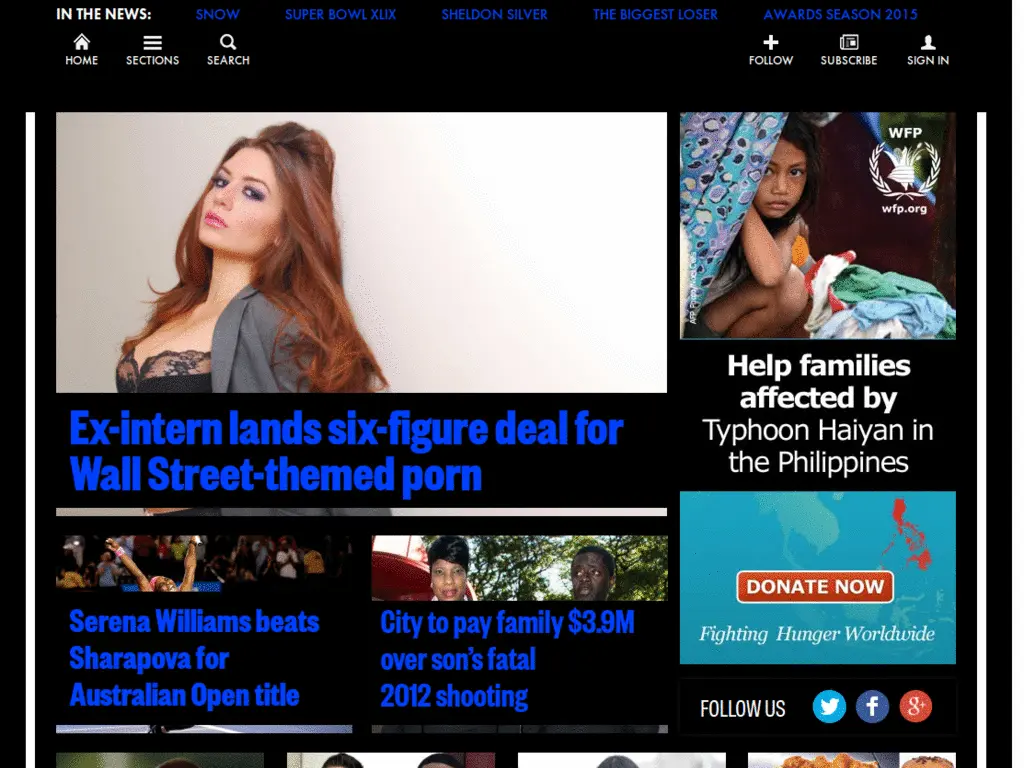 IN THE NEWS: SNOW SUPER BOWL XLIX SHELDON SILVER THE BIGGEST LOSER AWARDS SEASON 2015
HOME SECTIONS SEARCH FOLLOW SUBSCRIBE SIGN IN
WFP
wfp.org
Ex-intern lands six-figure deal for
Wall Street-themed porn
Help families
affected by
Typhoon Haiyan in
the Philippines
DONATE NOW
Fighting Hunger Worldwide
Serena Williams beats
Sharapova for
Australian Open title
City to pay family $3.9M
over son's fatal
2012 shooting
FOLLOW US